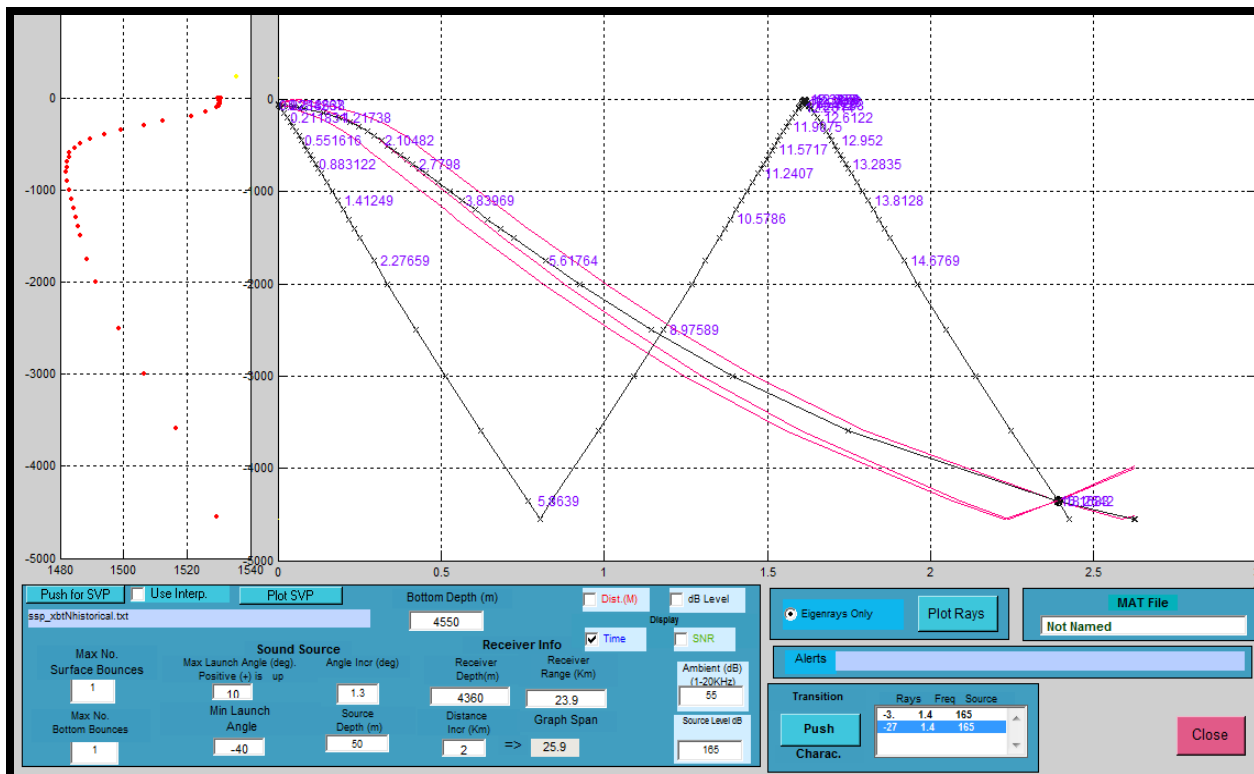 0
-1000
-2000
-3000
-4000
-5000
1480
1500
1520
1540
0
-1000
-2000
-3000
-4000
-5000
0
0.5
1
1.5
2
2.5
0.211834
1.21738
0.551616
2.10482
0.883122
2.7798
1.41249
3.83969
2.27659
5.61764
8.97589
10.5786
11.2407
11.5717
11.9075
12.6122
12.952
13.2835
13.8128
14.6769
Push for SVP
Use Interp.
Plot SVP
ssp_xbtNhistorical.txt
Bottom Depth (m)
4550
Dist.(M)
dB Level
Display
Time
SNR
Max No.
Surface Bounces
1
Max No.
Bottom Bounces
1
Sound Source
Max Launch Angle (deg).
Positive (+) is up
10
Angle Incr (deg)
1.3
Min Launch
Angle
-40
Source
Depth (m)
50
Receiver Info
Receiver
Depth(m)
4360
Receiver
Range (Km)
23.9
Distance
Incr (Km)
2
=>
Graph Span
25.9
Ambient (dB)
(1-20KHz)
55
Source Level dB
165
Eigenrays Only
Plot Rays
MAT File
Not Named
Alerts
Transition
Push
Charac.
Rays Freq Source
-3. 1.4 165
-27 1.4 165
Close